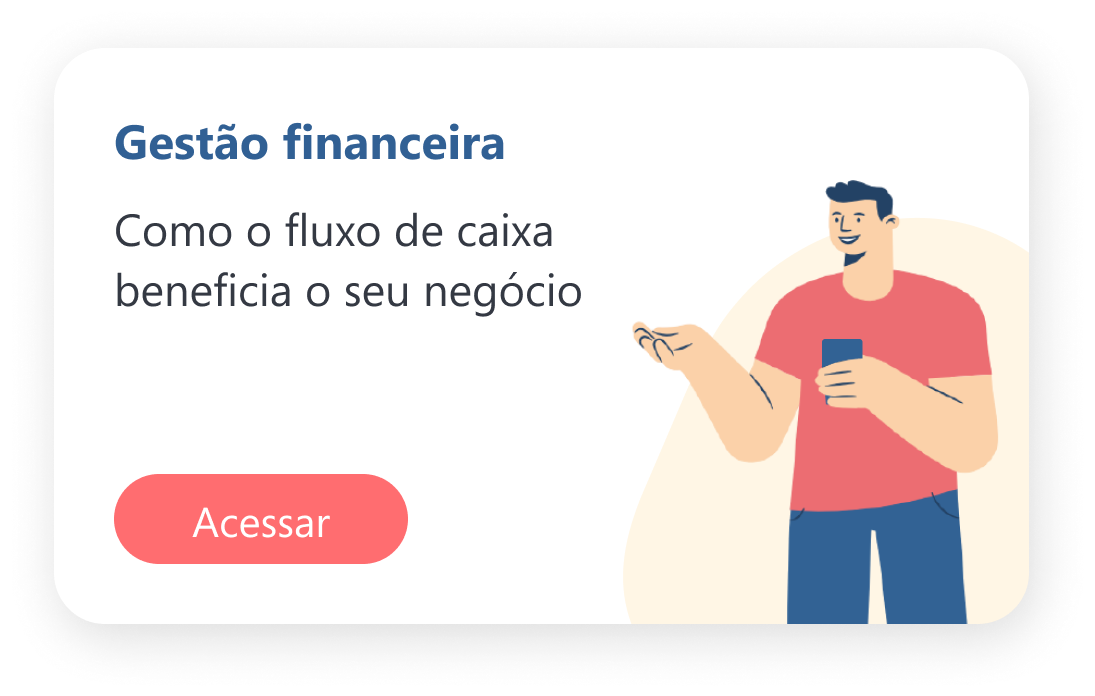 Gestão financeira
Como o fluxo de caixa
beneficia o seu negócio
Acessar